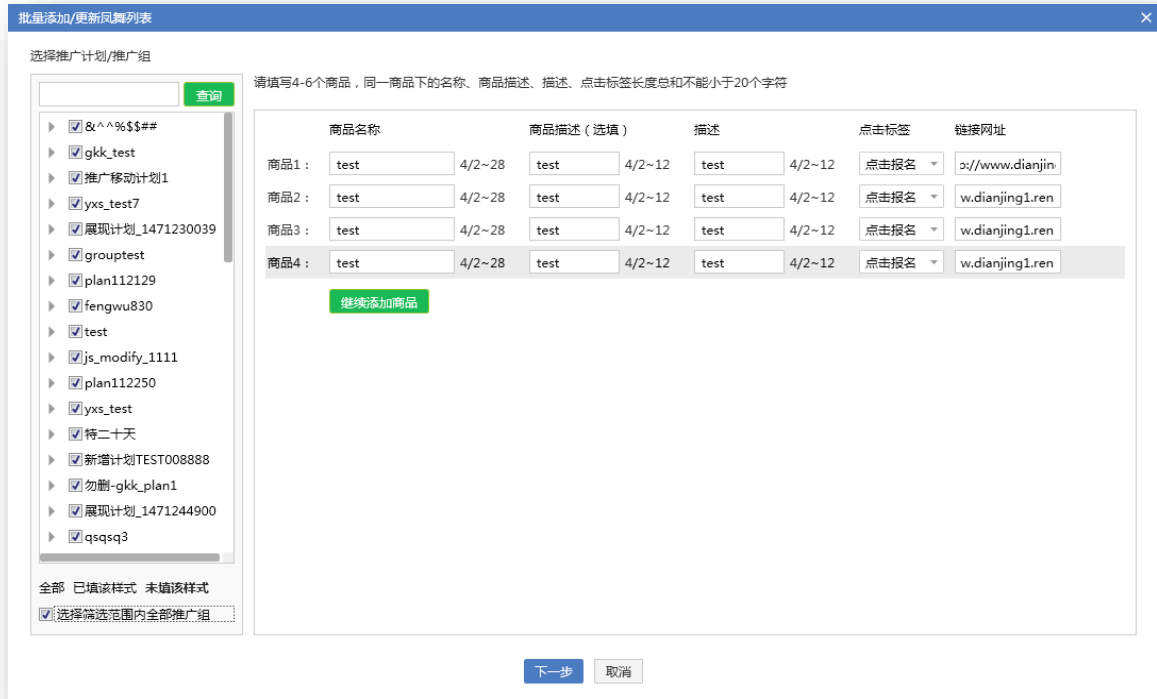 批量添加/更新凤舞列表
选择推广计划/推广组
查询
&^^%$$##
gkk_test
推广移动计划1
yxs_test7
展现计划_1471230039
grouptest
plan112129
fengwu830
test
js_modify_1111
plan112250
yxs_test
特二十天
新增计划TEST008888
勿删-gkk_plan1
展现计划_1471244900
qsqsq3
全部 已填该样式 未填该样式
选择筛选范围内全部推广组
请填写4-6个商品，同一商品下的名称、商品描述、描述、点击标签长度总和不能小于20个字符
商品名称 商品描述（选填） 描述 点击标签 链接网址
商品1： test 4/2~28 test 4/2~12 test 4/2~12 点击报名 p://www.dianjin
商品2： test 4/2~28 test 4/2~12 test 4/2~12 点击报名 w.dianjing1.ren
商品3： test 4/2~28 test 4/2~12 test 4/2~12 点击报名 w.dianjing1.ren
商品4： test 4/2~28 test 4/2~12 test 4/2~12 点击报名 w.dianjing1.ren
继续添加商品
下一步 取消